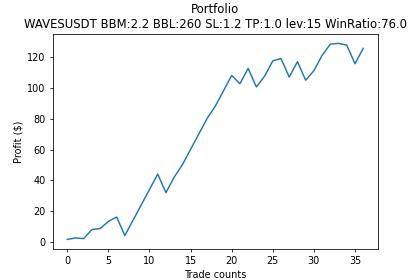 Portfolio
WAVESUSDT BBM:2.2 BBL:260 SL:1.2 TP:1.0 lev:15 WinRatio:76.0
Profit ($)
120
100
80
60
40
20
0
0 5 10 15 20 25 30 35
Trade counts